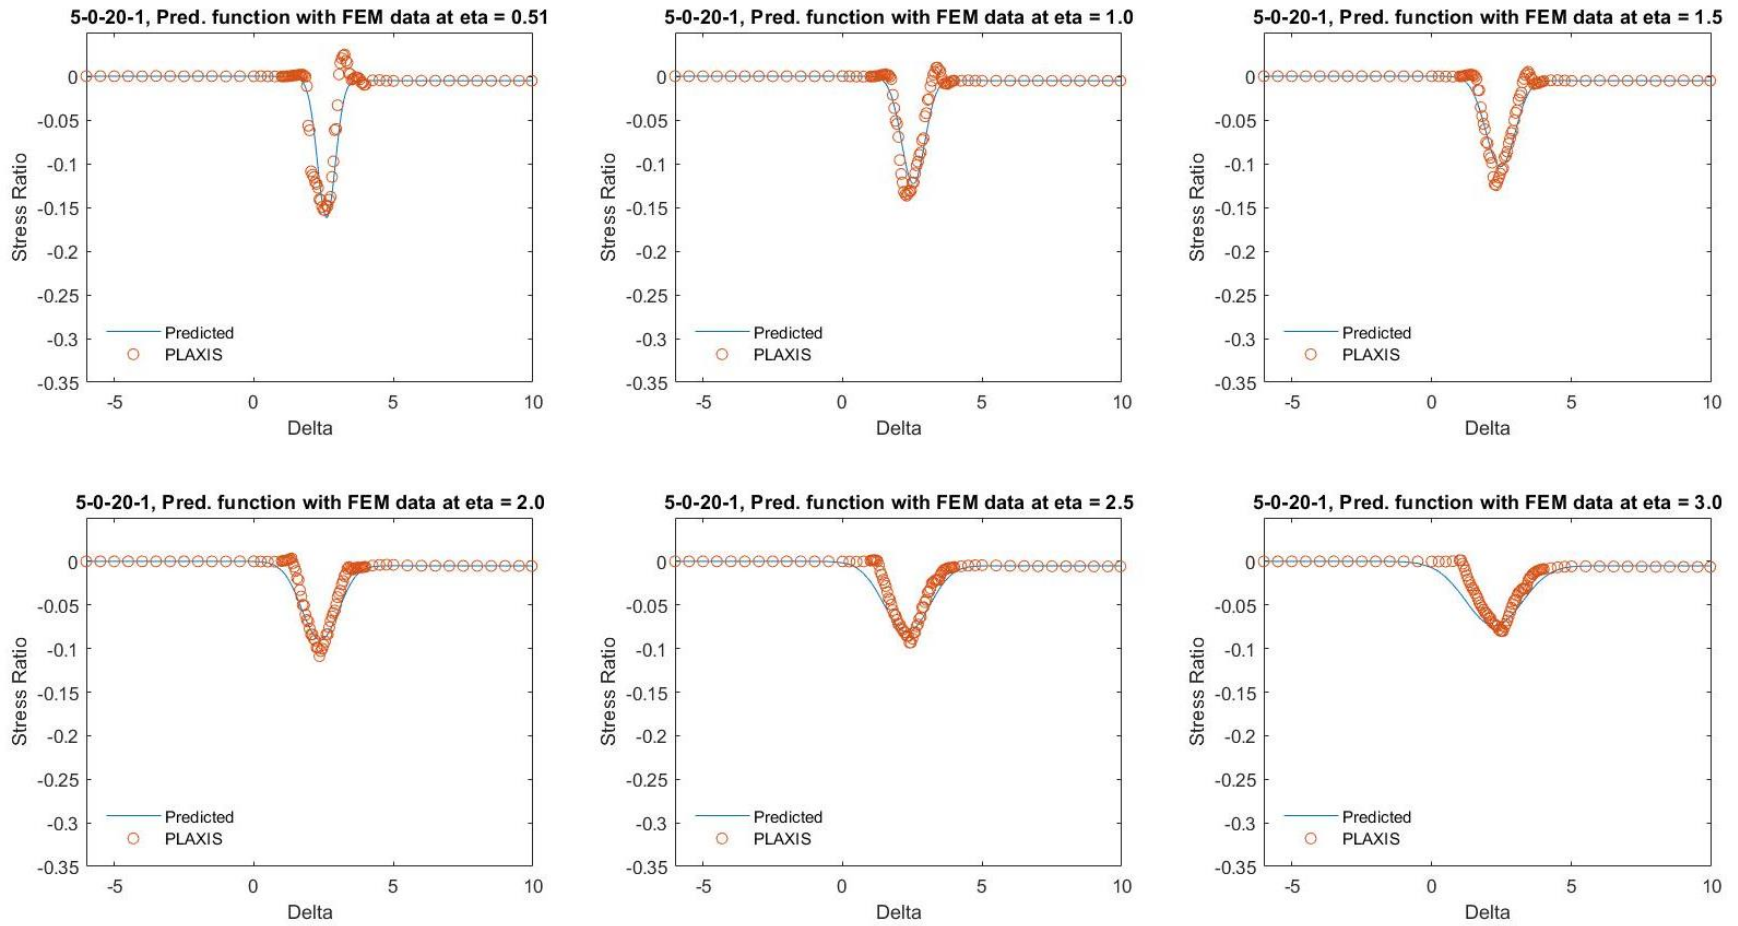 5-0-20-1, Pred. function with FEM data at eta = 0.51
0
-0.05
-0.1
-0.15
-0.2
-0.25
-0.3
-0.35
Stress Ratio
Predicted
PLAXIS
-5
0
5
10
Delta
5-0-20-1, Pred. function with FEM data at eta = 1.0
0
-0.05
-0.1
-0.15
-0.2
-0.25
-0.3
-0.35
Stress Ratio
Predicted
PLAXIS
-5
0
5
10
Delta
5-0-20-1, Pred. function with FEM data at eta = 1.5
0
-0.05
-0.1
-0.15
-0.2
-0.25
-0.3
-0.35
Stress Ratio
Predicted
PLAXIS
-5
0
5
10
Delta
5-0-20-1, Pred. function with FEM data at eta = 2.0
0
-0.05
-0.1
-0.15
-0.2
-0.25
-0.3
-0.35
Stress Ratio
Predicted
PLAXIS
-5
0
5
10
Delta
5-0-20-1, Pred. function with FEM data at eta = 2.5
0
-0.05
-0.1
-0.15
-0.2
-0.25
-0.3
-0.35
Stress Ratio
Predicted
PLAXIS
-5
0
5
10
Delta
5-0-20-1, Pred. function with FEM data at eta = 3.0
0
-0.05
-0.1
-0.15
-0.2
-0.25
-0.3
-0.35
Stress Ratio
Predicted
PLAXIS
-5
0
5
10
Delta